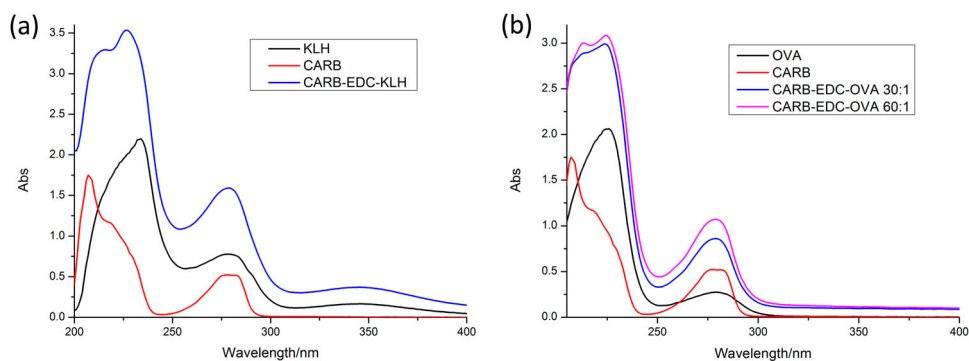 (a)
KLH
CARB
CARB-EDC-KLH
3.5
3.0
2.5
2.0
1.5
1.0
0.5
0.0
Abs
200
250
300
350
400
Wavelength/nm
(b)
OVA
CARB
CARB-EDC-OVA 30:1
CARB-EDC-OVA 60:1
3.0
2.5
2.0
1.5
1.0
0.5
0.0
Abs
250
300
350
400
Wavelength/nm